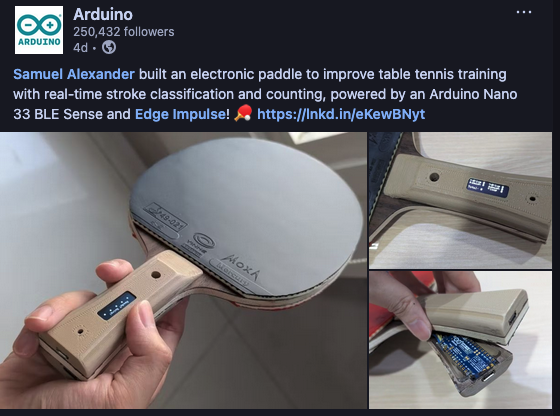 Arduino
250,432 followers
4d •
ARDUINO
Samuel Alexander built an electronic paddle to improve table tennis training
with real-time stroke classification and counting, powered by an Arduino Nano
33 BLE Sense and Edge Impulse! 🏓 https://lnkd.in/eKewBNyt
MOXA